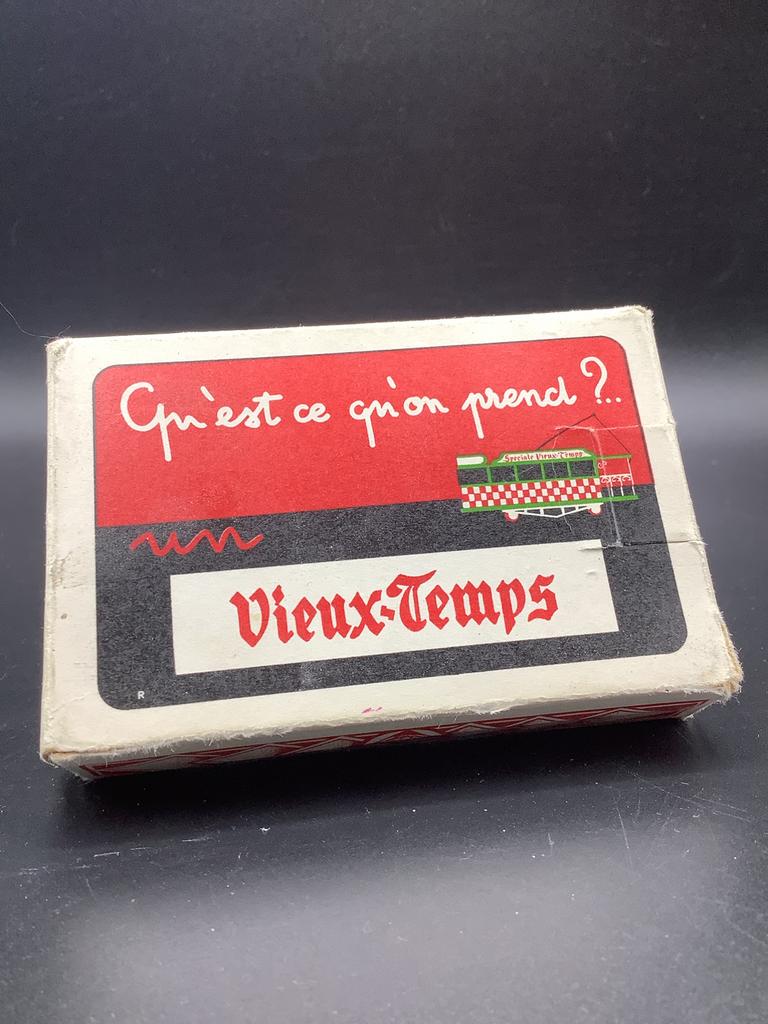 Qu'est ce qu'on prend ?..
Speciale Vieux-Temps
un
Vieux-Temps
R